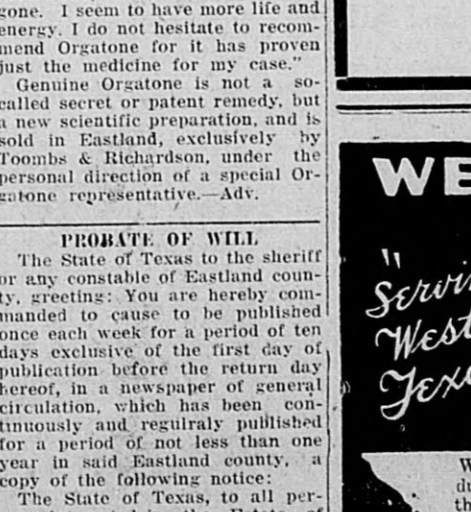 gone. I seem to have more life and
energy. I do not hesitate to recom-
mend Orgatone for it has proven
just the medicine for my case."
Genuine Orgatone is not a so-
called secret or patent remedy, but
a new scientific preparation, and is
sold in Eastland, exclusively by
Toombs & Richardson, under the
personal direction of a special Or-
gatone representative.—Adv.
PROBATE OF WILL
The State of Texas to the sheriff
or any constable of Eastland coun-
ty, greeting: You are hereby com-
manded to cause to be published
once each week for a period of ten
days exclusive of the first day of
publication before the return day
hereof, in a newspaper of general
circulation, which has been con-
tinuously and regulraly published
for a period of not less than one
year in said Eastland county, a
copy of the following notice:
The State of Texas, to all per-
WE
"Servin
West
Texa
W
du
th